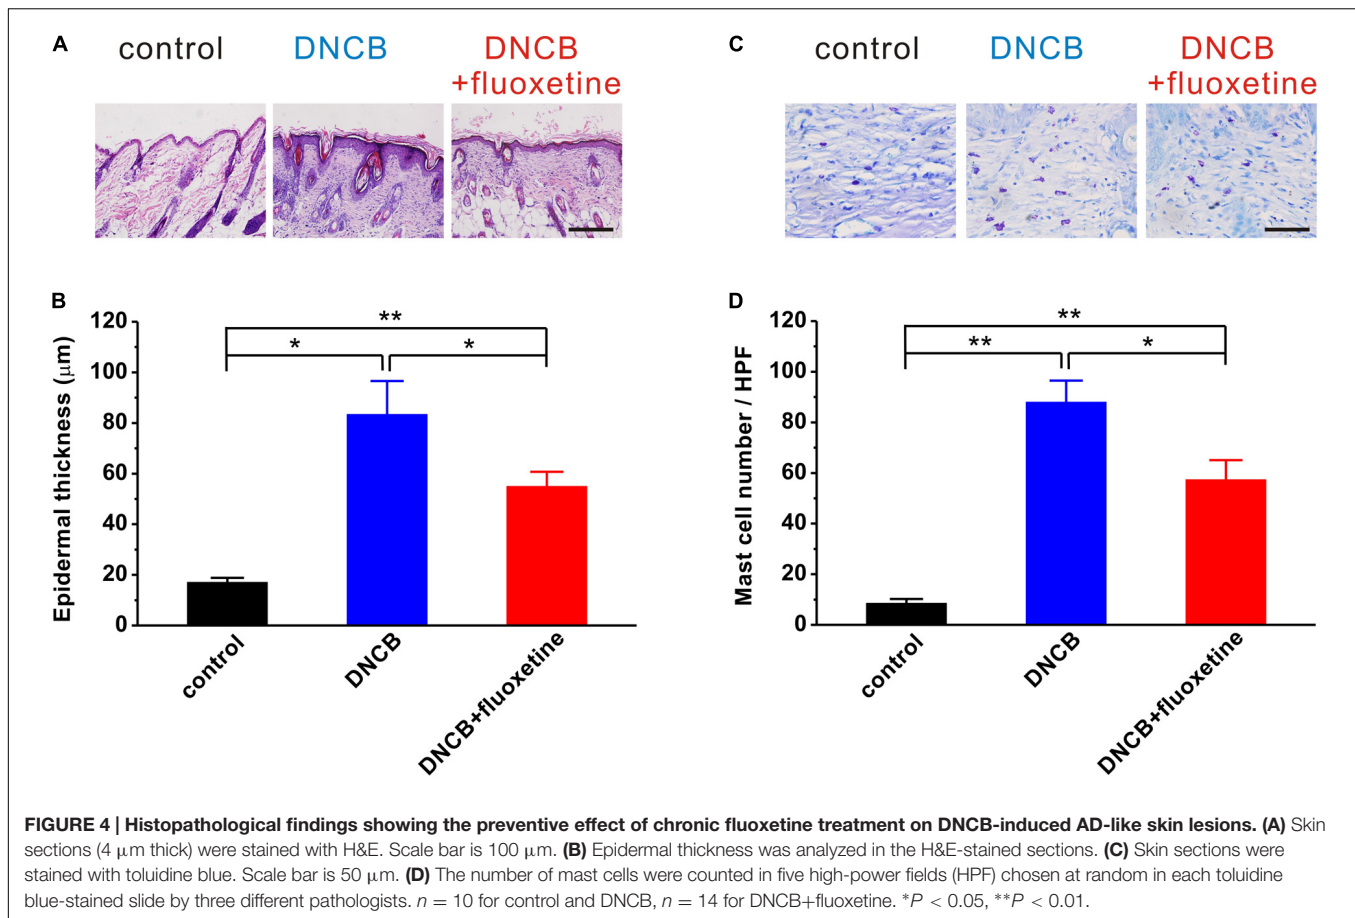 A
control
DNCB
DNCB
+fluoxetine
C
control
DNCB
DNCB
+fluoxetine
B
Epidermal thickness (μm)
120
100
80
60
40
20
0
**
*
*
control
DNCB
DNCB+fluoxetine
D
Mast cell number / HPF
120
100
80
60
40
20
0
**
**
*
control
DNCB
DNCB+fluoxetine
FIGURE 4 | Histopathological findings showing the preventive effect of chronic fluoxetine treatment on DNCB-induced AD-like skin lesions. (A) Skin
sections (4 μm thick) were stained with H&E. Scale bar is 100 μm. (B) Epidermal thickness was analyzed in the H&E-stained sections. (C) Skin sections were
stained with toluidine blue. Scale bar is 50 μm. (D) The number of mast cells were counted in five high-power fields (HPF) chosen at random in each toluidine
blue-stained slide by three different pathologists. n = 10 for control and DNCB, n = 14 for DNCB+fluoxetine. *P < 0.05, **P < 0.01.